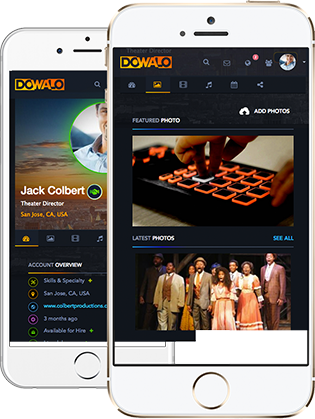 DOWALO
Jack Colbert
Theater Director
San Jose, CA, USA
ACCOUNT OVERVIEW
Skills & Specialty +
San Jose, CA, USA
www.colbertproductions.c
3 months ago
Available for Hire +
Theater Director
DOWALO
2
ADD PHOTOS
FEATURED PHOTO
LATEST PHOTOS
SEE ALL